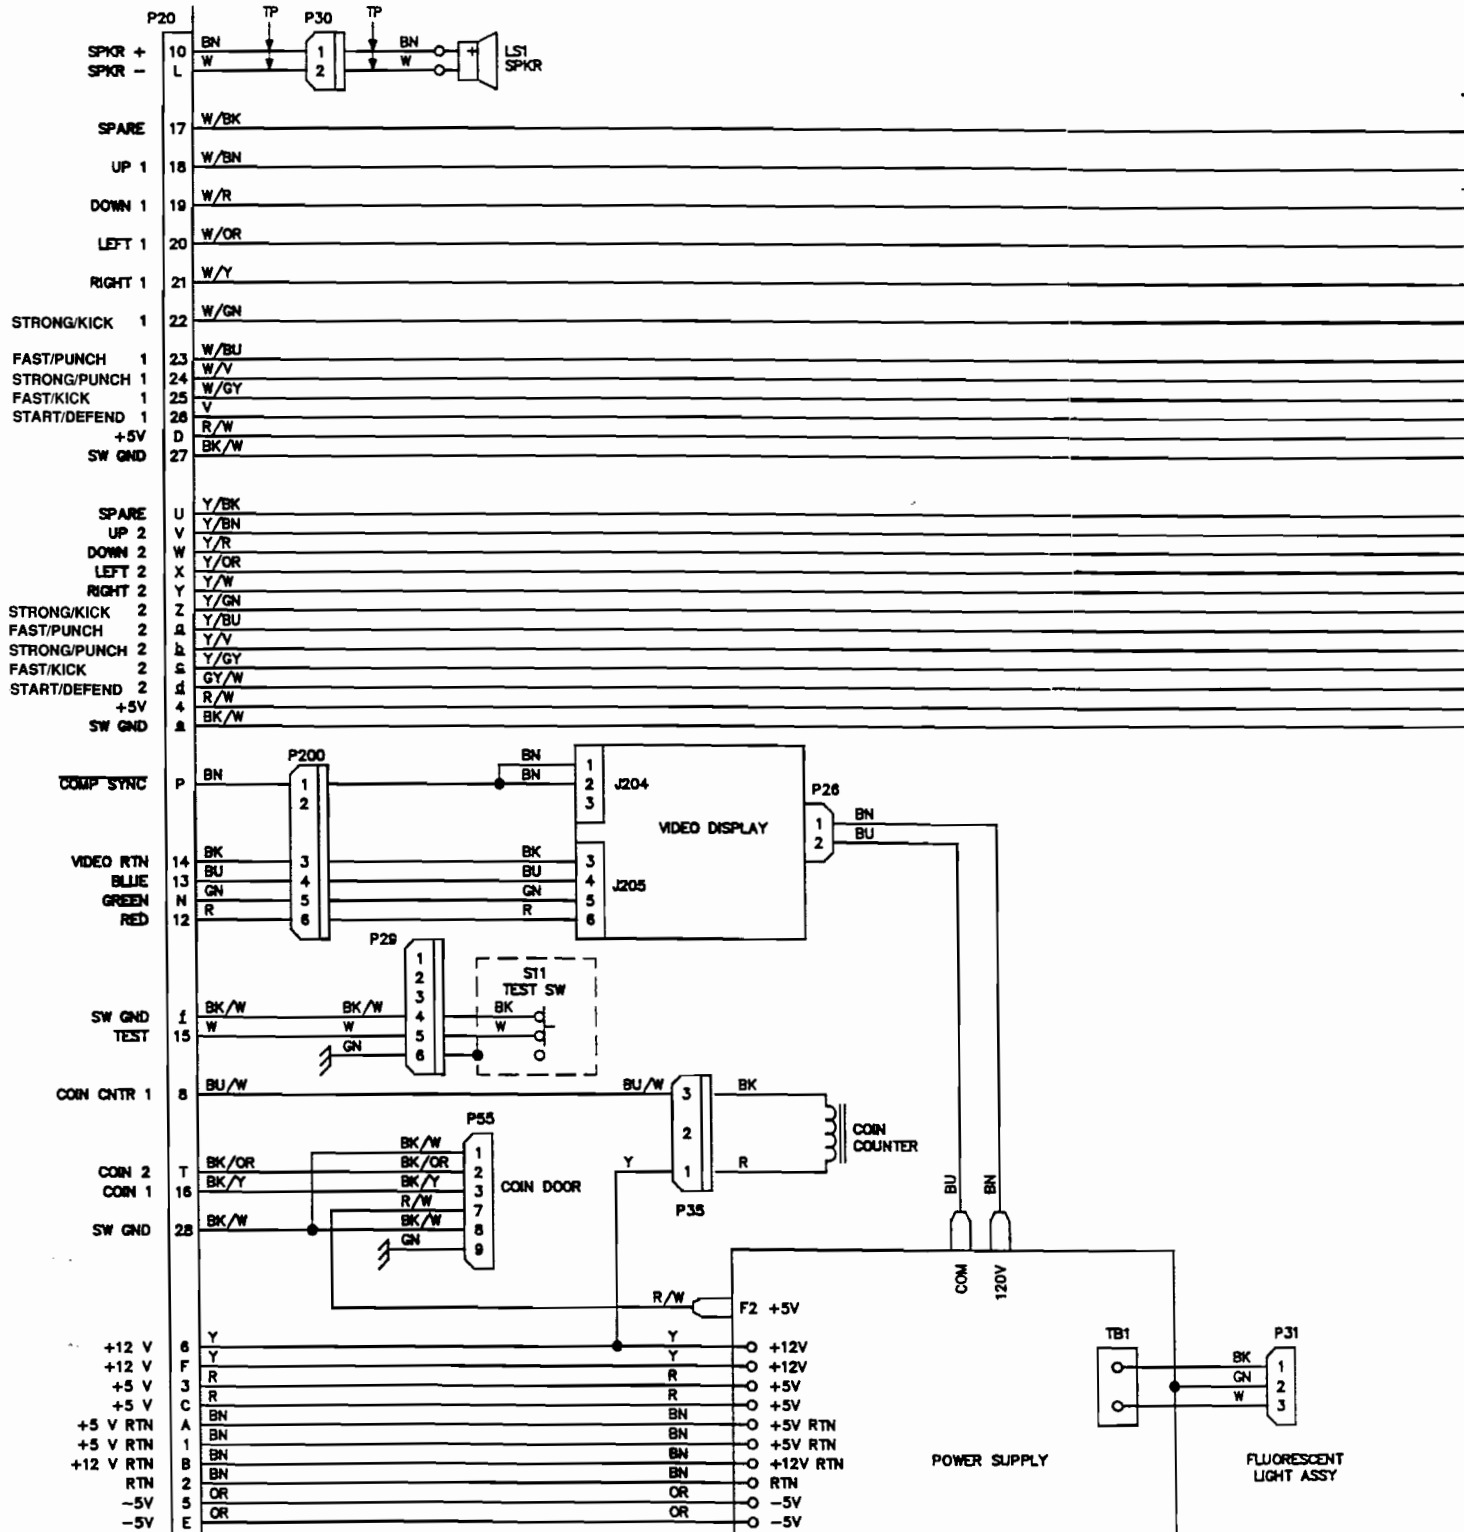 P20 TP P30 TP
SPKR + 10 BN 1 BN + LS1
SPKR - L W 2 W SPKR
SPARE 17 W/BK
UP 1 18 W/BN
DOWN 1 19 W/R
LEFT 1 20 W/OR
RIGHT 1 21 W/Y
STRONG/KICK 1 22 W/GN
FAST/PUNCH 1 23 W/BU
STRONG/PUNCH 1 24 W/V
FAST/KICK 1 25 W/GY
START/DEFEND 1 26 V
+5V D R/W
SW GND 27 BK/W
SPARE U Y/BK
UP 2 V Y/BN
DOWN 2 W Y/R
LEFT 2 X Y/OR
RIGHT 2 Y Y/W
STRONG/KICK 2 Z Y/GN
FAST/PUNCH 2 a Y/BU
STRONG/PUNCH 2 b Y/V
FAST/KICK 2 c Y/GY
START/DEFEND 2 d GY/W
+5V 4 R/W
SW GND e BK/W
P200 BN 1
COMP SYNC P BN 1 BN 2 J204 P26
2 3
VIDEO DISPLAY 1 BN
2 BU
VIDEO RTN 14 BK 3 BK 3
BLUE 13 BU 4 BU 4 J205
GREEN N GN 5 GN 5
RED 12 R 6 R 6
P29
1
2 S11
3 TEST SW
SW GND f BK/W BK/W 4 BK
TEST 15 W W 5 W
GN 6
COIN CNTR 1 8 BU/W BU/W 3 BK
P55 2 COIN
COUNTER
BK/W 1
COIN 2 T BK/OR BK/OR 2 Y 1 R
COIN 1 16 BK/Y BK/Y 3 COIN DOOR
R/W 7 P35 BU BN
SW GND 28 BK/W BK/W 8
GN 9
COM 120V
R/W F2 +5V
TB1 P31
+12 V 6 Y Y +12V
+12 V F Y Y +12V BK 1
+5 V 3 R R +5V GN 2
+5 V C R R +5V W 3
+5 V RTN A BN BN +5V RTN
+5 V RTN 1 BN BN +5V RTN
+12 V RTN B BN BN +12V RTN POWER SUPPLY FLUORESCENT
LIGHT ASSY
RTN 2 BN BN RTN
-5V 5 OR OR -5V
-5V E OR OR -5V